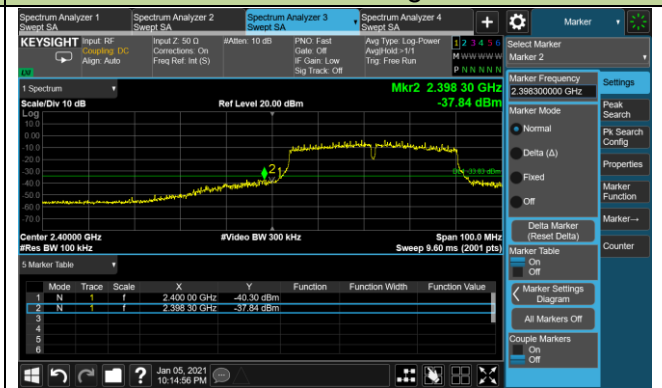 Spectrum Analyzer 1
Swept SA
Spectrum Analyzer 2
Swept SA
Spectrum Analyzer 3
Swept SA
Spectrum Analyzer 4
Swept SA
+
Marker
KEYSIGHT
Input: RF
Coupling: DC
Align: Auto
Input Z: 50 Ω
Corrections: On
Freq Ref: Int (S)
#Atten: 10 dB
PNO: Fast
Gate: Off
IF Gain: Low
Sig Track: Off
Avg Type: Log-Power
Avg|Hold:>1/1
Trig: Free Run
1 2 3 4 5 6
M W W W W W
P N N N N N
Select Marker
Marker 2
1 Spectrum
Mkr2 2.398 30 GHz
-37.84 dBm
Scale/Div 10 dB
Ref Level 20.00 dBm
Log
10.0
0.00
-10.0
-20.0
-30.0
-40.0
-50.0
-60.0
-70.0
2
1
Center 2.40000 GHz
#Res BW 100 kHz
#Video BW 300 kHz
Span 100.0 MHz
Sweep 9.60 ms (2001 pts)
5 Marker Table
Mode Trace Scale X Y Function Function Width Function Value
1 N 1 f 2.400 00 GHz -40.30 dBm
2 N 1 f 2.398 30 GHz -37.84 dBm
3
4
5
6
Marker Frequency
2.398300000 GHz
Marker Mode
Normal
Delta (Δ)
Fixed
Off
Delta Marker
(Reset Delta)
Marker Table
On
Off
Marker Settings
Diagram
All Markers Off
Couple Markers
On
Off
Settings
Peak
Search
Pk Search
Config
Properties
Marker
Function
Marker→
Counter
Jan 05, 2021
10:14:56 PM